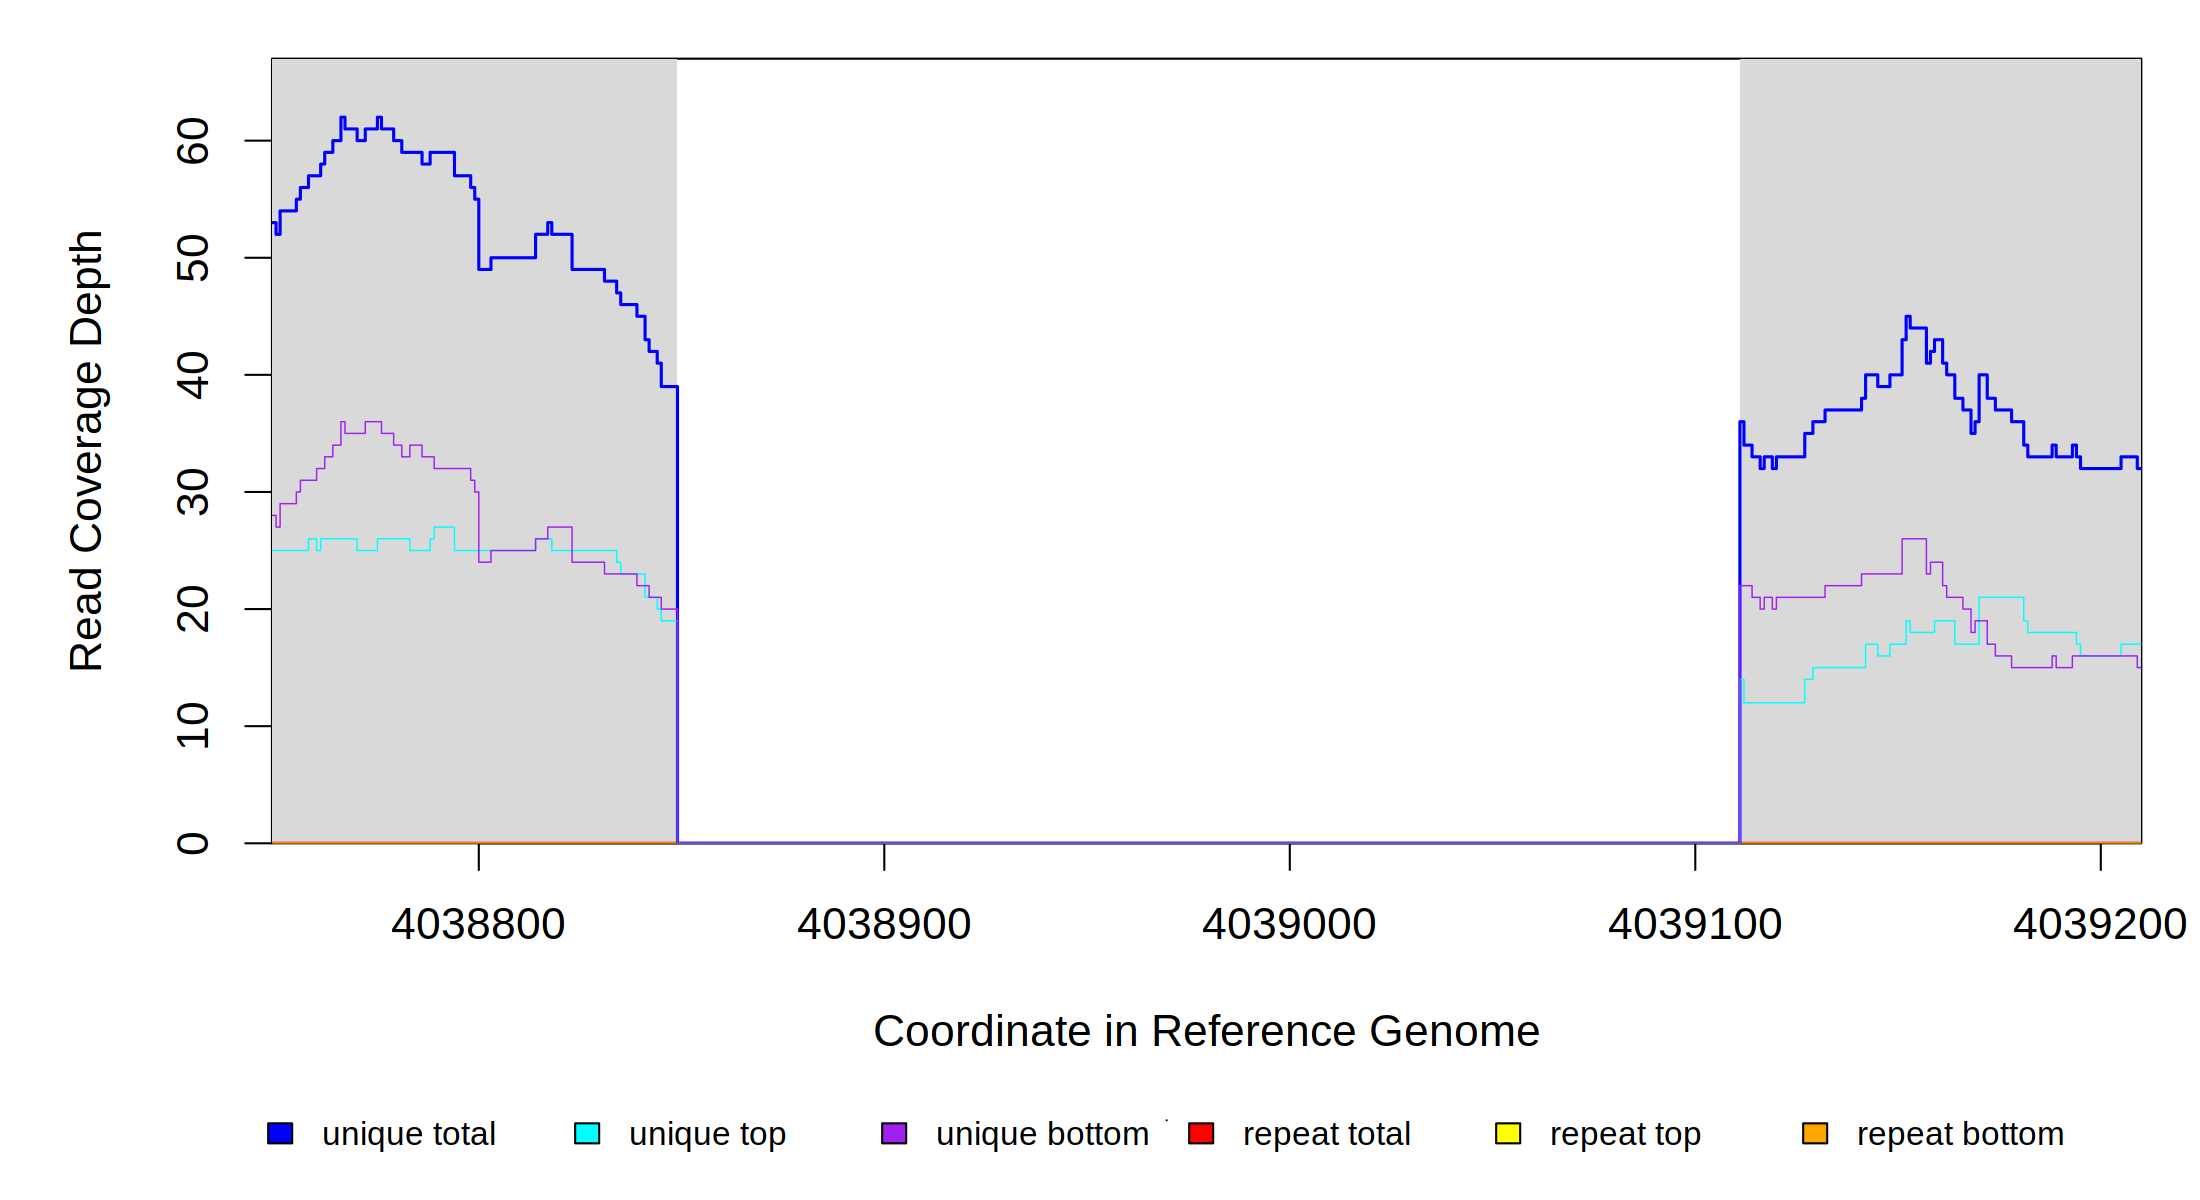 Read Coverage Depth
60
50
40
30
20
10
0
4038800 4038900 4039000 4039100 4039200
Coordinate in Reference Genome
unique total unique top unique bottom repeat total repeat top repeat bottom